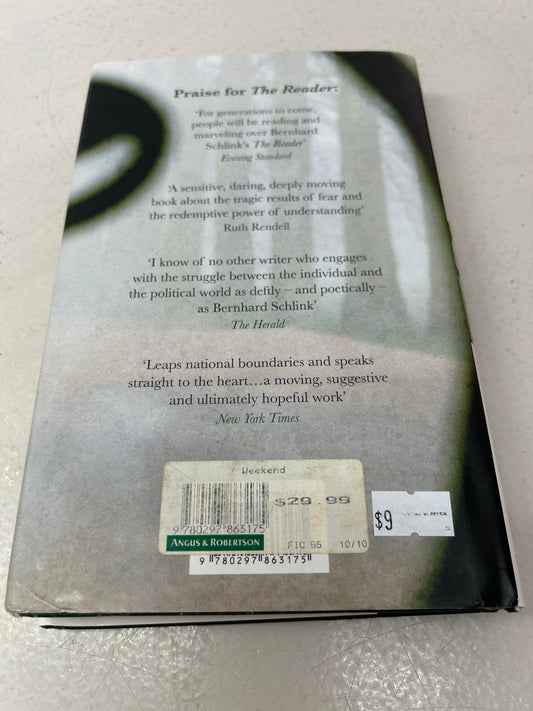 Praise for The Reader:
'For generations to come,
people will be reading and
marveling over Bernhard
Schlink's The Reader'
Evening Standard
'A sensitive, daring, deeply moving
book about the tragic results of fear and
the redemptive power of understanding'
Ruth Rendell
'I know of no other writer who engages
with the struggle between the individual and
the political world as deftly – and poetically –
as Bernhard Schlink'
The Herald
'Leaps national boundaries and speaks
straight to the heart…a moving, suggestive
and ultimately hopeful work'
New York Times
Weekend
$29.99
9 780297 863175
ANGUS & ROBERTSON
FIC 55 10/10
9 780297 863175
$9